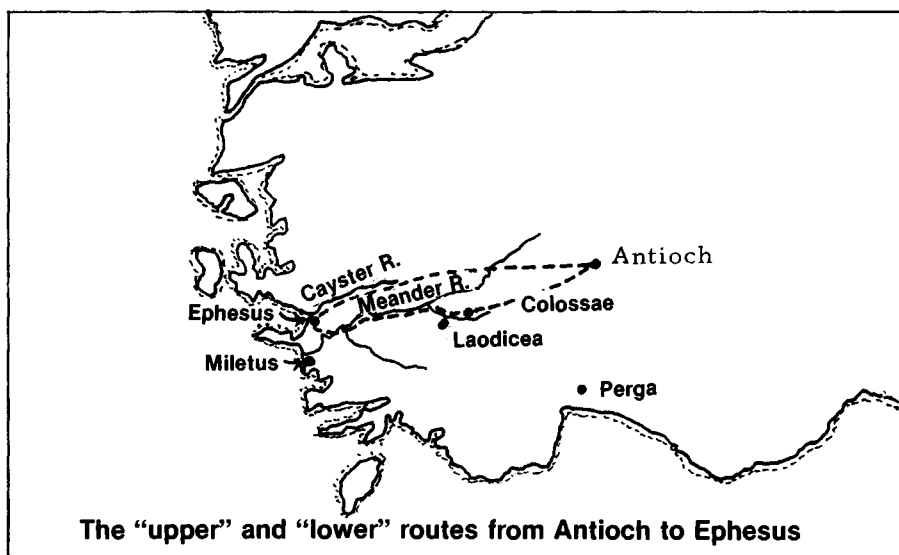 Antioch
Cayster R.
Meander R.
Ephesus
Colossae
Laodicea
Miletus
Perga
The “upper” and “lower” routes from Antioch to Ephesus